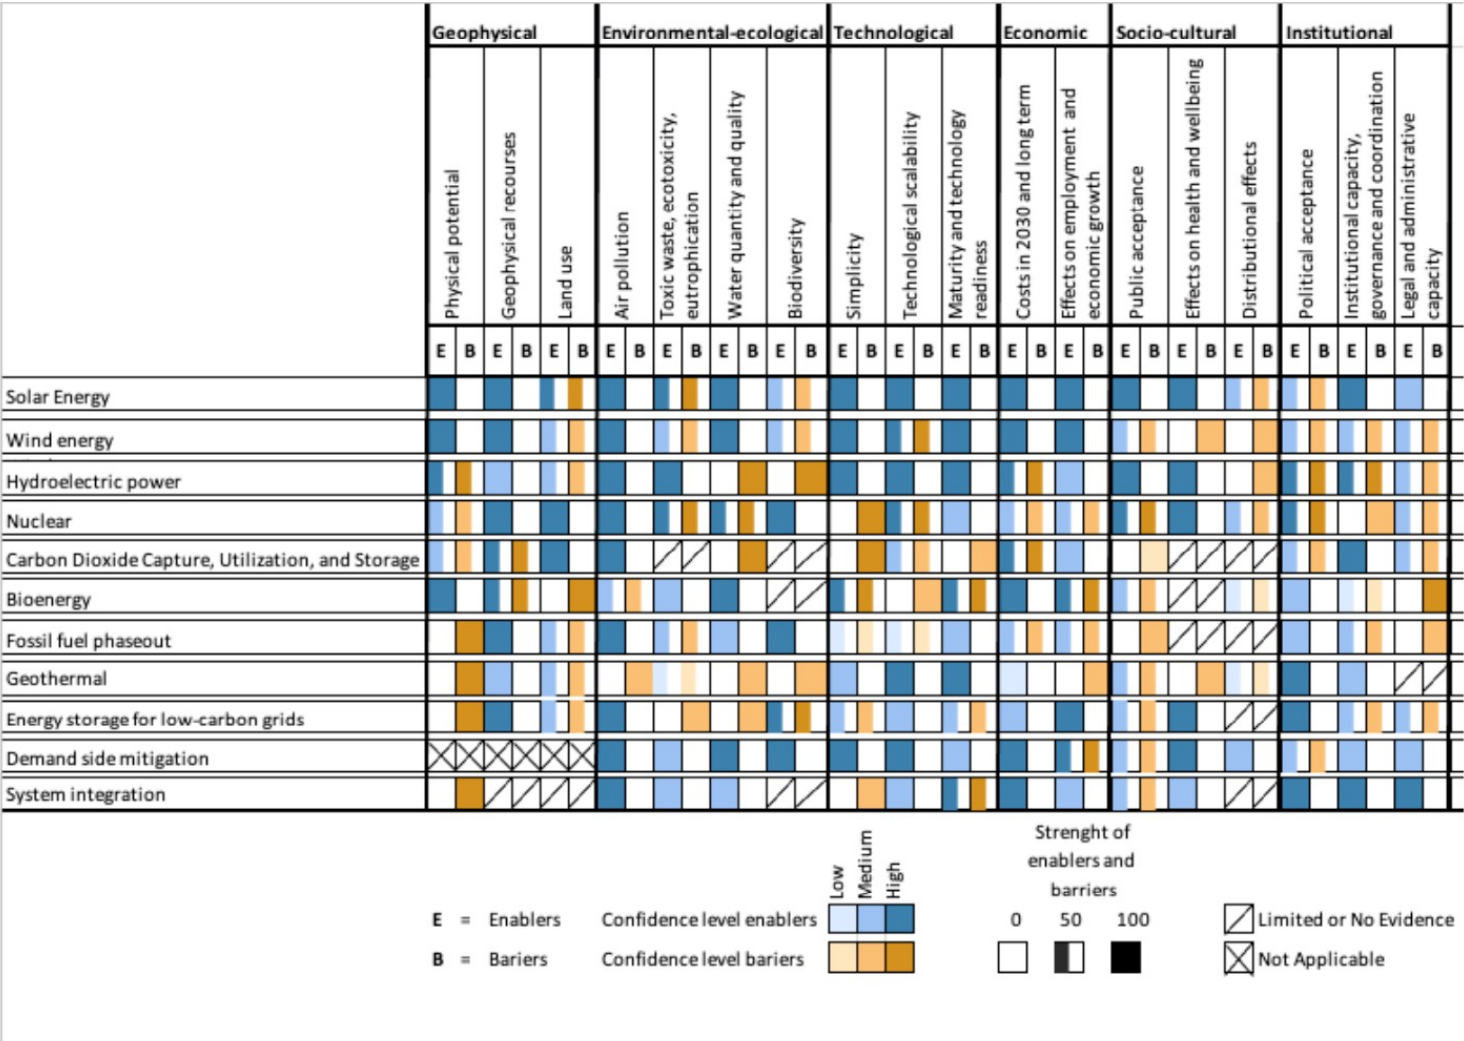 Geophysical Environmental-ecological Technological Economic Socio-cultural Institutional
Physical potential
Geophysical recourses
Land use
Air pollution
Toxic waste, ecotoxicity,
eutrophication
Water quantity and quality
Biodiversity
Simplicity
Technological scalability
Maturity and technology
readiness
Costs in 2030 and long term
Effects on employment and
economic growth
Public acceptance
Effects on health and wellbeing
Distributional effects
Political acceptance
Institutional capacity,
governance and coordination
Legal and administrative
capacity
E B E B E B E B E B E B E B E B E B E B E B E B E B E B E B E B E B E B
Solar Energy
Wind energy
Hydroelectric power
Nuclear
Carbon Dioxide Capture, Utilization, and Storage
Bioenergy
Fossil fuel phaseout
Geothermal
Energy storage for low-carbon grids
Demand side mitigation
System integration
Low
Medium
High
Strenght of
enablers and
barriers
E = Enablers Confidence level enablers 0 50 100 Limited or No Evidence
B = Bariers Confidence level bariers Not Applicable